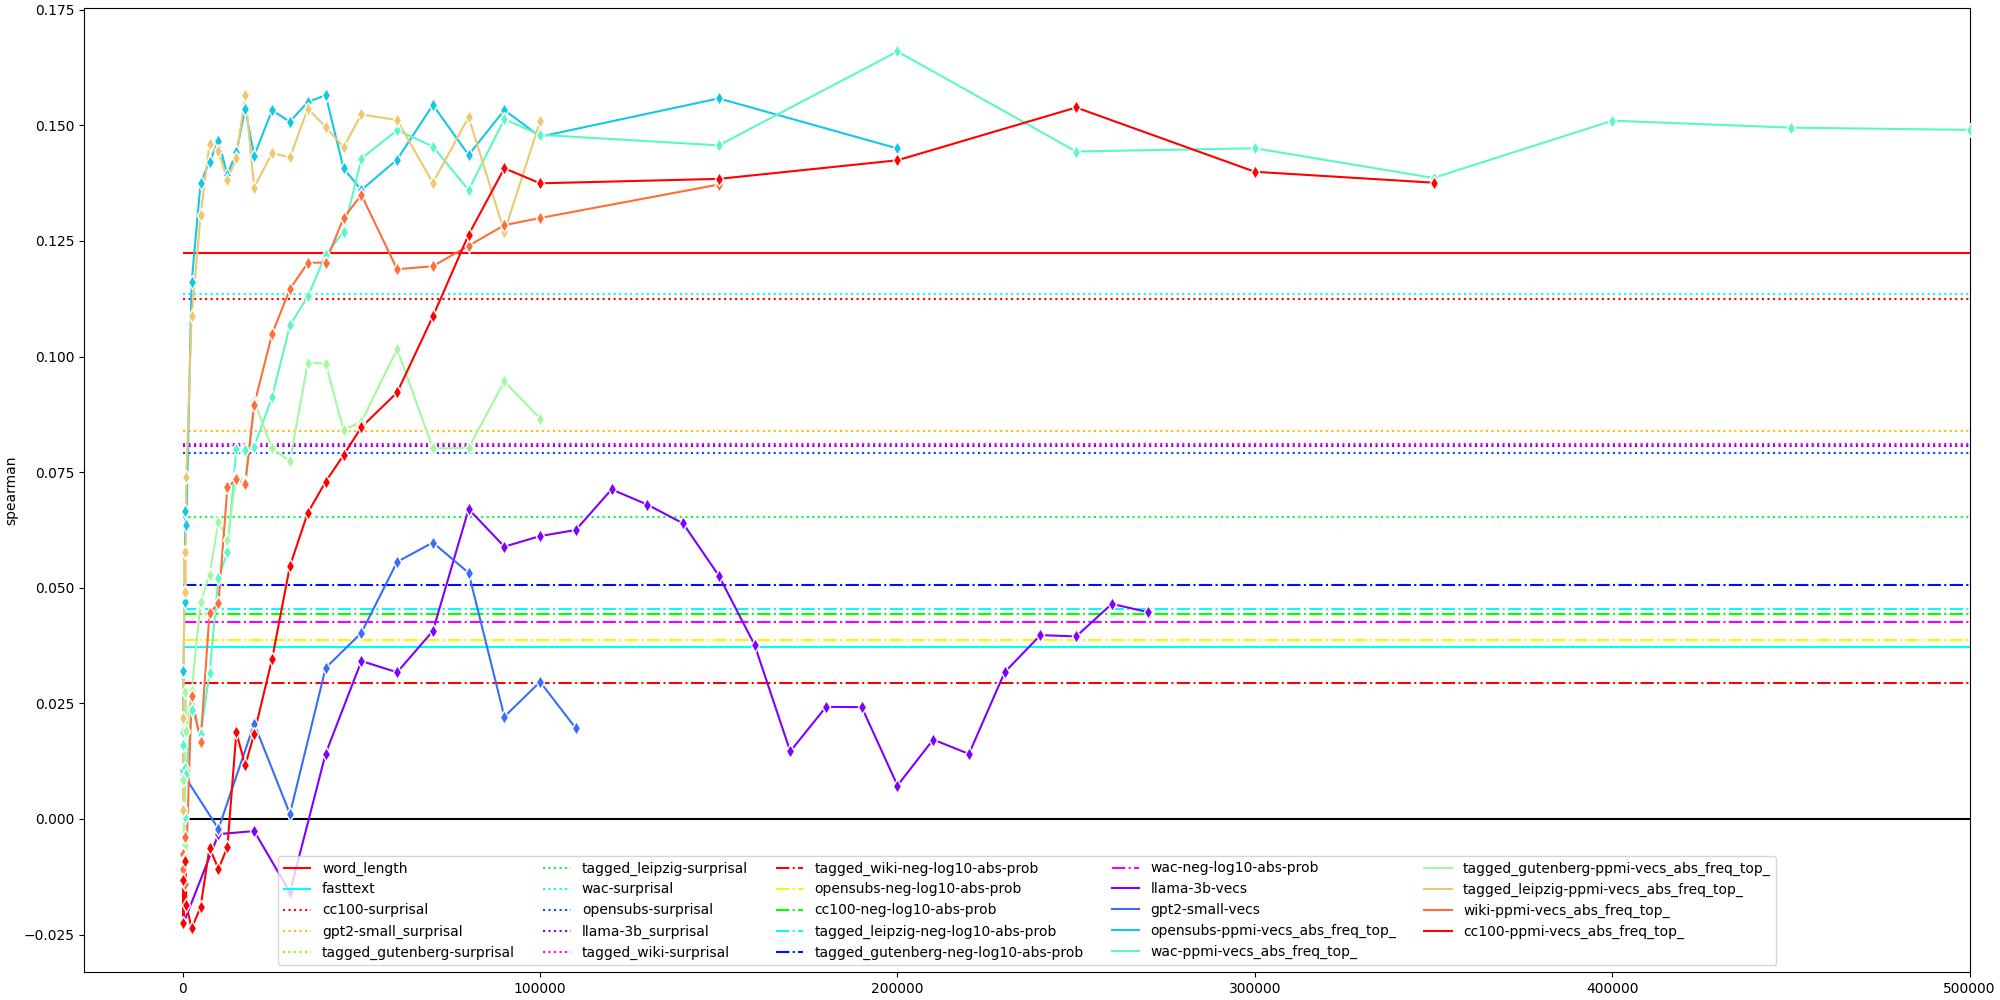 0.175
0.150
0.125
0.100
0.075
0.050
0.025
0.000
−0.025
spearman
0
100000
200000
300000
400000
500000
word_length
fasttext
cc100-surprisal
gpt2-small_surprisal
tagged_gutenberg-surprisal
tagged_leipzig-surprisal
wac-surprisal
opensubs-surprisal
llama-3b_surprisal
tagged_wiki-surprisal
tagged_wiki-neg-log10-abs-prob
opensubs-neg-log10-abs-prob
cc100-neg-log10-abs-prob
tagged_leipzig-neg-log10-abs-prob
tagged_gutenberg-neg-log10-abs-prob
wac-neg-log10-abs-prob
llama-3b-vecs
gpt2-small-vecs
opensubs-ppmi-vecs_abs_freq_top_
wac-ppmi-vecs_abs_freq_top_
tagged_gutenberg-ppmi-vecs_abs_freq_top_
tagged_leipzig-ppmi-vecs_abs_freq_top_
wiki-ppmi-vecs_abs_freq_top_
cc100-ppmi-vecs_abs_freq_top_